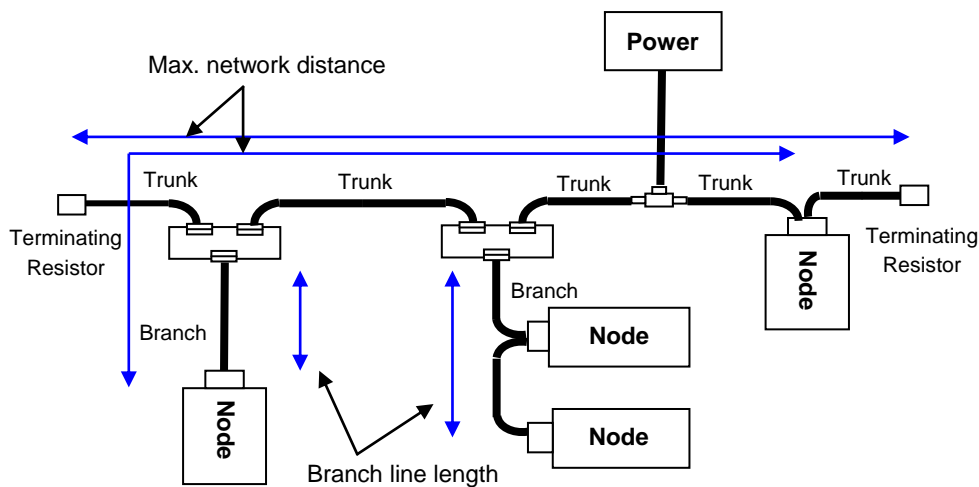 Power
Max. network distance
Trunk
Trunk
Trunk
Trunk
Trunk
Terminating
Resistor
Terminating
Resistor
Node
Branch
Branch
Node
Node
Node
Branch line length